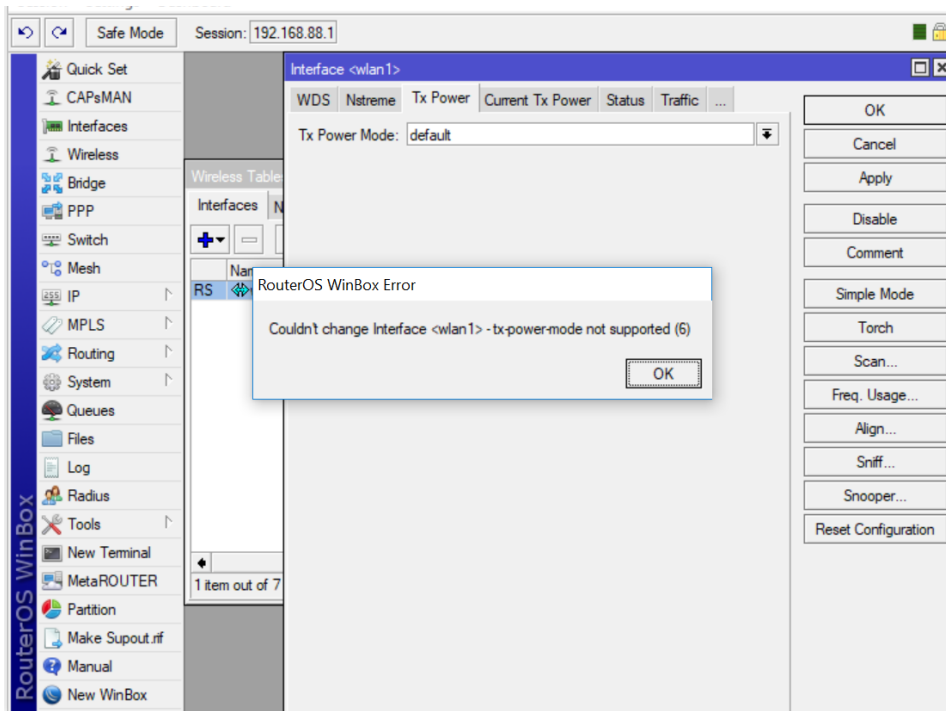 Safe Mode Session: 192.168.88.1
Quick Set
CAPsMAN
Interfaces
Wireless
Bridge
PPP
Switch
Mesh
IP
MPLS
Routing
System
Queues
Files
Log
Radius
Tools
New Terminal
MetaROUTER
Partition
Make Supout.rif
Manual
New WinBox
RouterOS WinBox
Wireless Table
Interfaces
RS
1 item out of 7
Interface <wlan1>
WDS Nstreme Tx Power Current Tx Power Status Traffic ...
Tx Power Mode: default
OK
Cancel
Apply
Disable
Comment
Simple Mode
Torch
Scan...
Freq. Usage...
Align...
Sniff...
Snooper...
Reset Configuration
RouterOS WinBox Error
Couldn't change Interface <wlan1> - tx-power-mode not supported (6)
OK